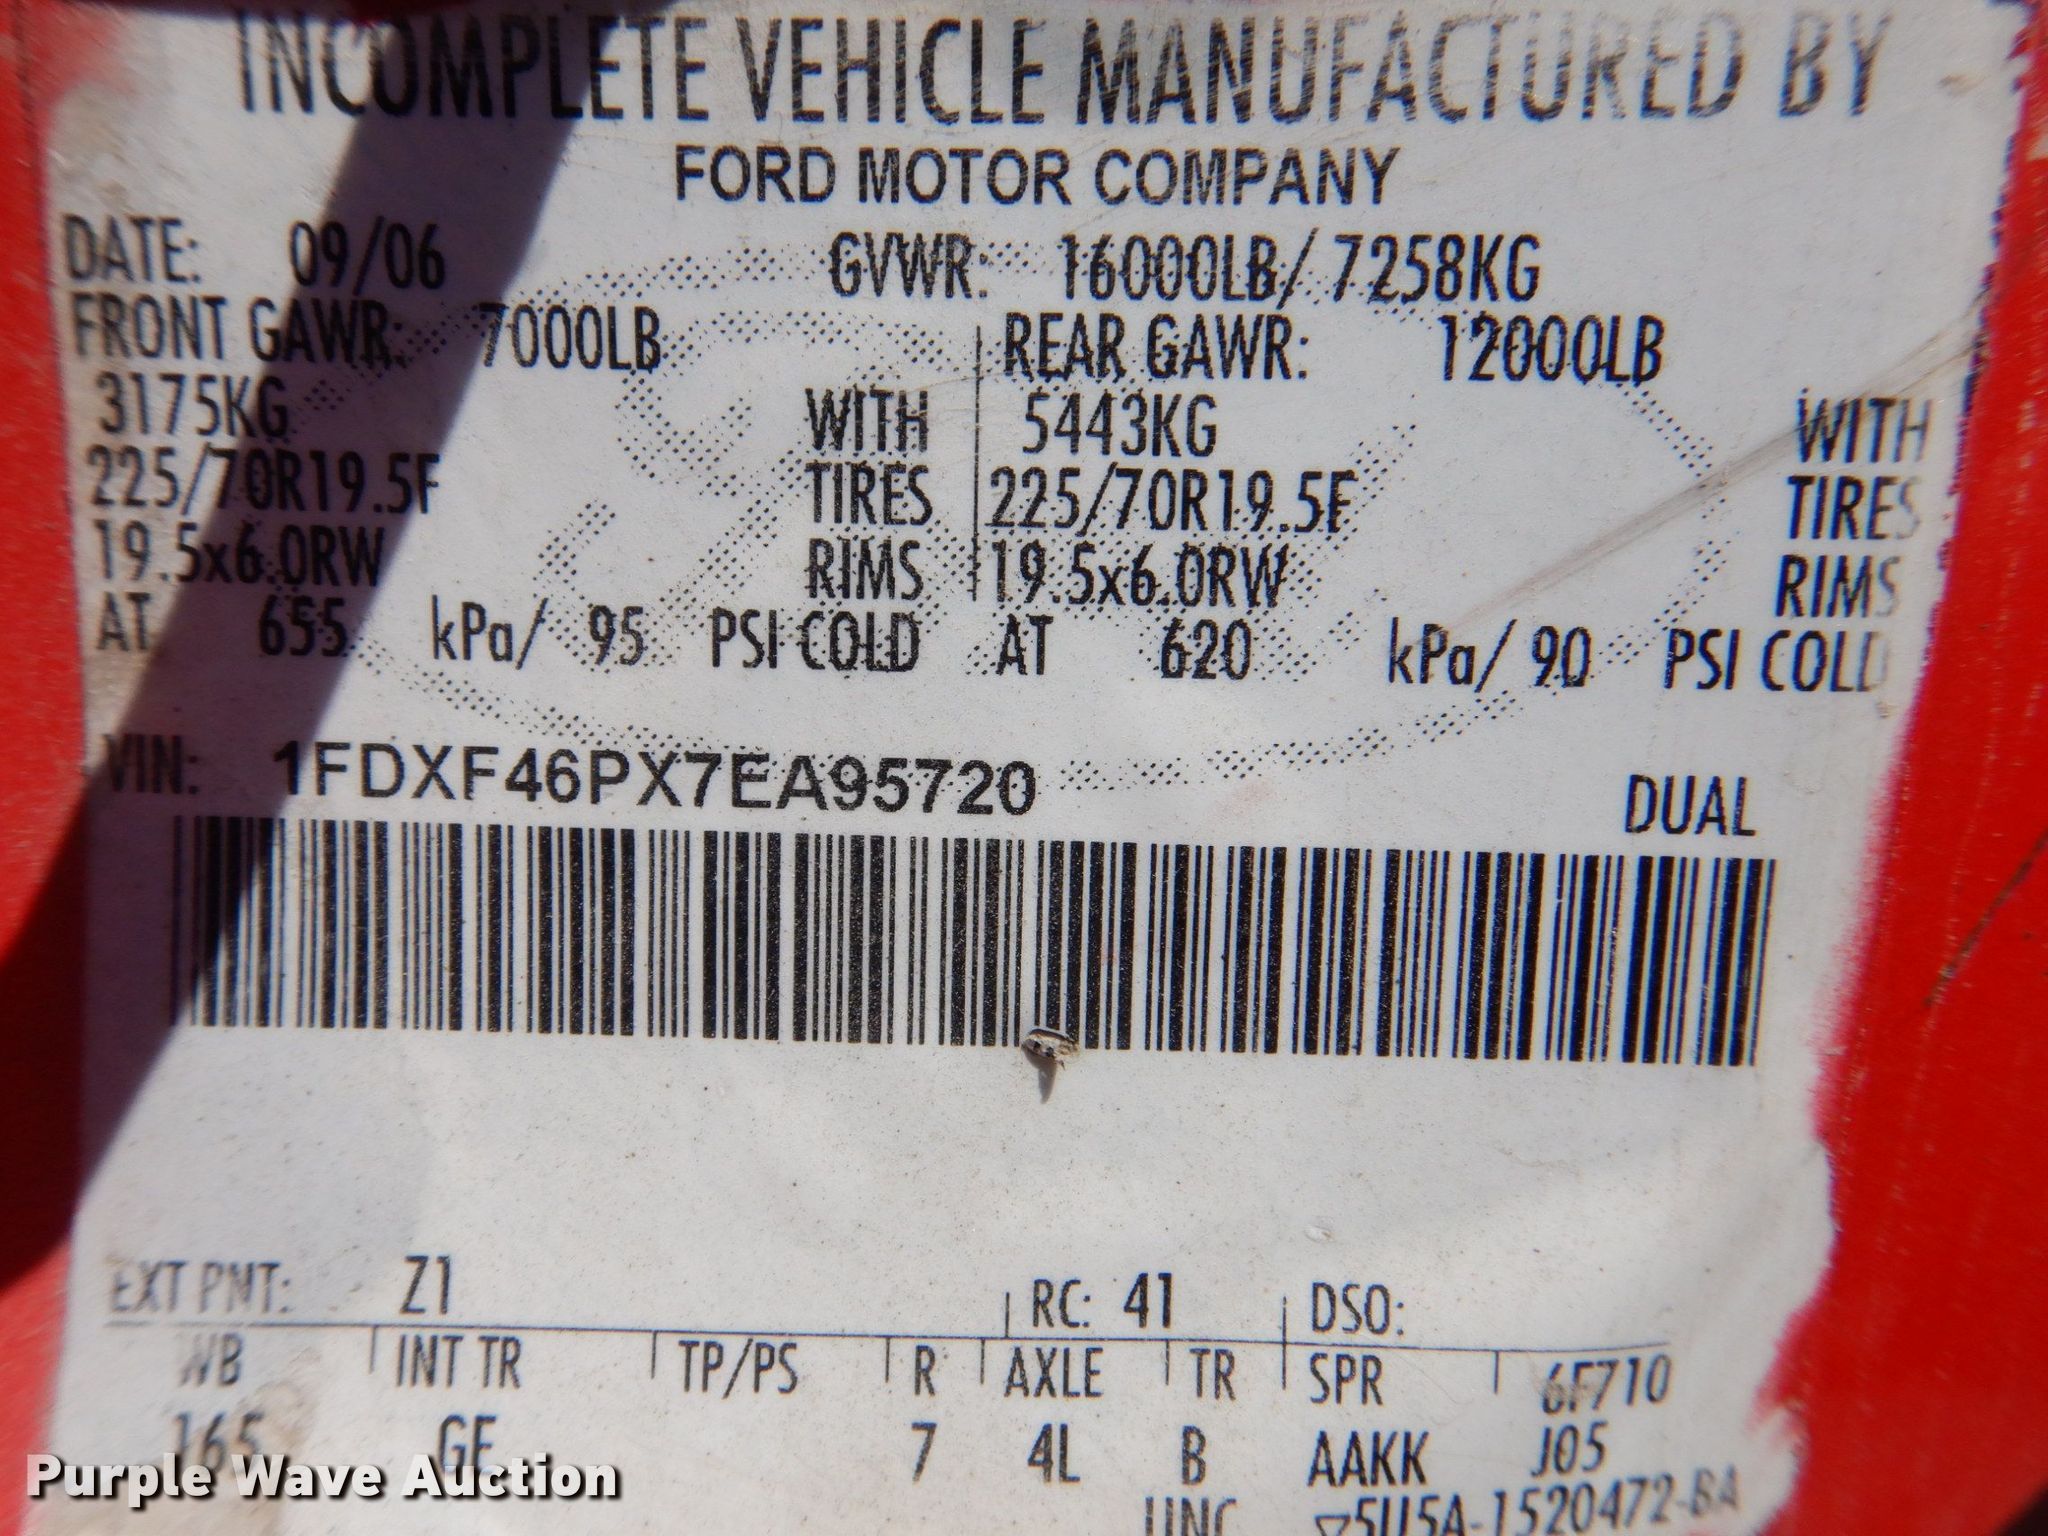 INCOMPLETE VEHICLE MANUFACTURED BY
FORD MOTOR COMPANY
DATE: 09/06 GVWR: 16000LB/ 7258KG
FRONT GAWR: 7000LB REAR GAWR: 12000LB
3175KG WITH 5443KG WITH
225/70R19.5F TIRES 225/70R19.5F TIRES
19.5x6.0RW RIMS 19.5x6.0RW RIMS
AT 655 kPa/ 95 PSI COLD AT 620 kPa/ 90 PSI COLD
VIN: 1FDXF46PX7EA95720 DUAL
EXT PNT: Z1 RC: 41 DSO:
WB INT TR TP/PS R AXLE TR SPR 6F710
165 GE 7 4L B AAKK J05
UNC ▽5U5A-1520472-BA
Purple Wave Auction